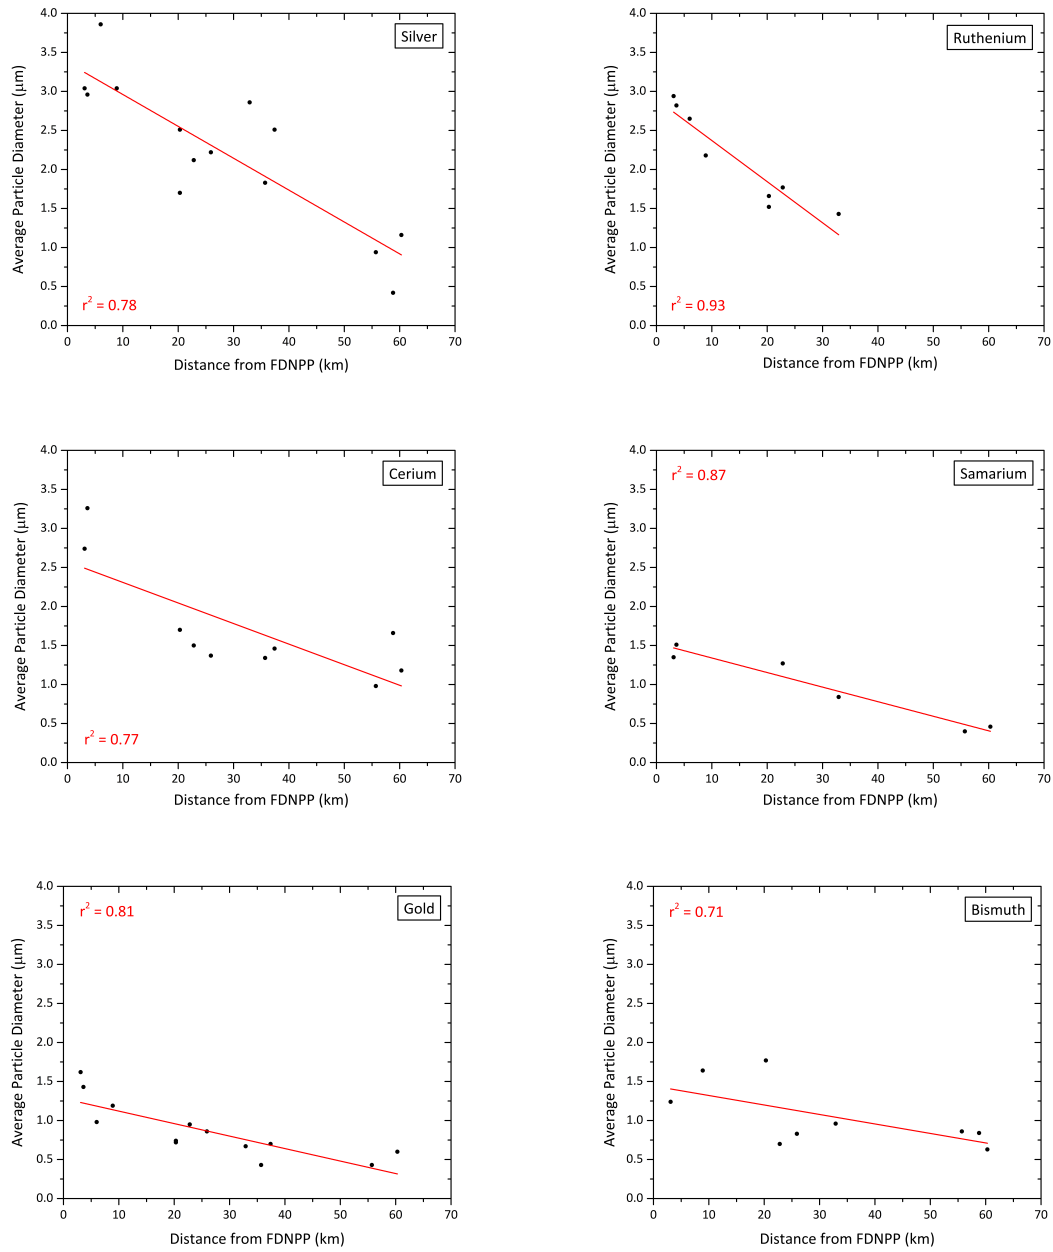 4.0
3.5
3.0
2.5
2.0
1.5
1.0
0.5
0.0
Average Particle Diameter (μm)
Silver
r² = 0.78
0 10 20 30 40 50 60 70
Distance from FDNPP (km)
4.0
3.5
3.0
2.5
2.0
1.5
1.0
0.5
0.0
Average Particle Diameter (μm)
Ruthenium
r² = 0.93
0 10 20 30 40 50 60 70
Distance from FDNPP (km)
4.0
3.5
3.0
2.5
2.0
1.5
1.0
0.5
0.0
Average Particle Diameter (μm)
Cerium
r² = 0.77
0 10 20 30 40 50 60 70
Distance from FDNPP (km)
4.0
3.5
3.0
2.5
2.0
1.5
1.0
0.5
0.0
Average Particle Diameter (μm)
r² = 0.87
Samarium
0 10 20 30 40 50 60 70
Distance from FDNPP (km)
4.0
3.5
3.0
2.5
2.0
1.5
1.0
0.5
0.0
Average Particle Diameter (μm)
r² = 0.81
Gold
0 10 20 30 40 50 60 70
Distance from FDNPP (km)
4.0
3.5
3.0
2.5
2.0
1.5
1.0
0.5
0.0
Average Particle Diameter (μm)
r² = 0.71
Bismuth
0 10 20 30 40 50 60 70
Distance from FDNPP (km)